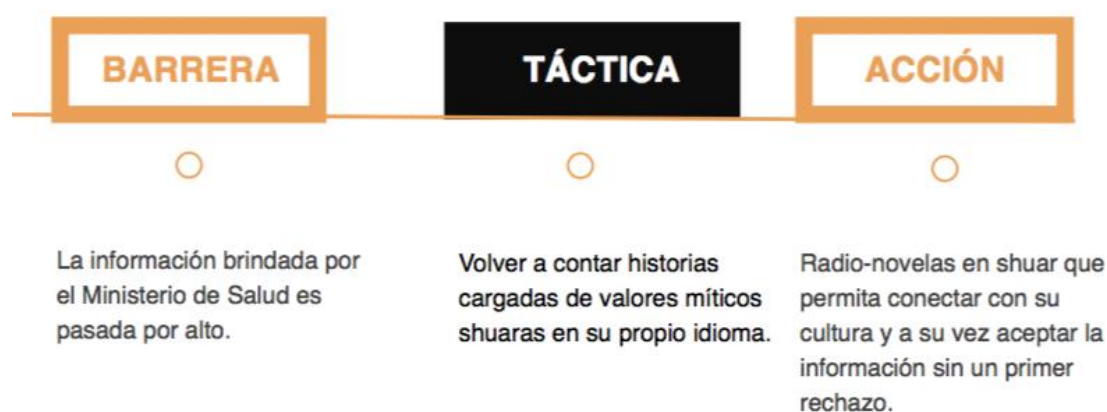 BARRERA
La información brindada por
el Ministerio de Salud es
pasada por alto.
TÁCTICA
Volver a contar historias
cargadas de valores míticos
shuaras en su propio idioma.
ACCIÓN
Radio-novelas en shuar que
permita conectar con su
cultura y a su vez aceptar la
información sin un primer
rechazo.